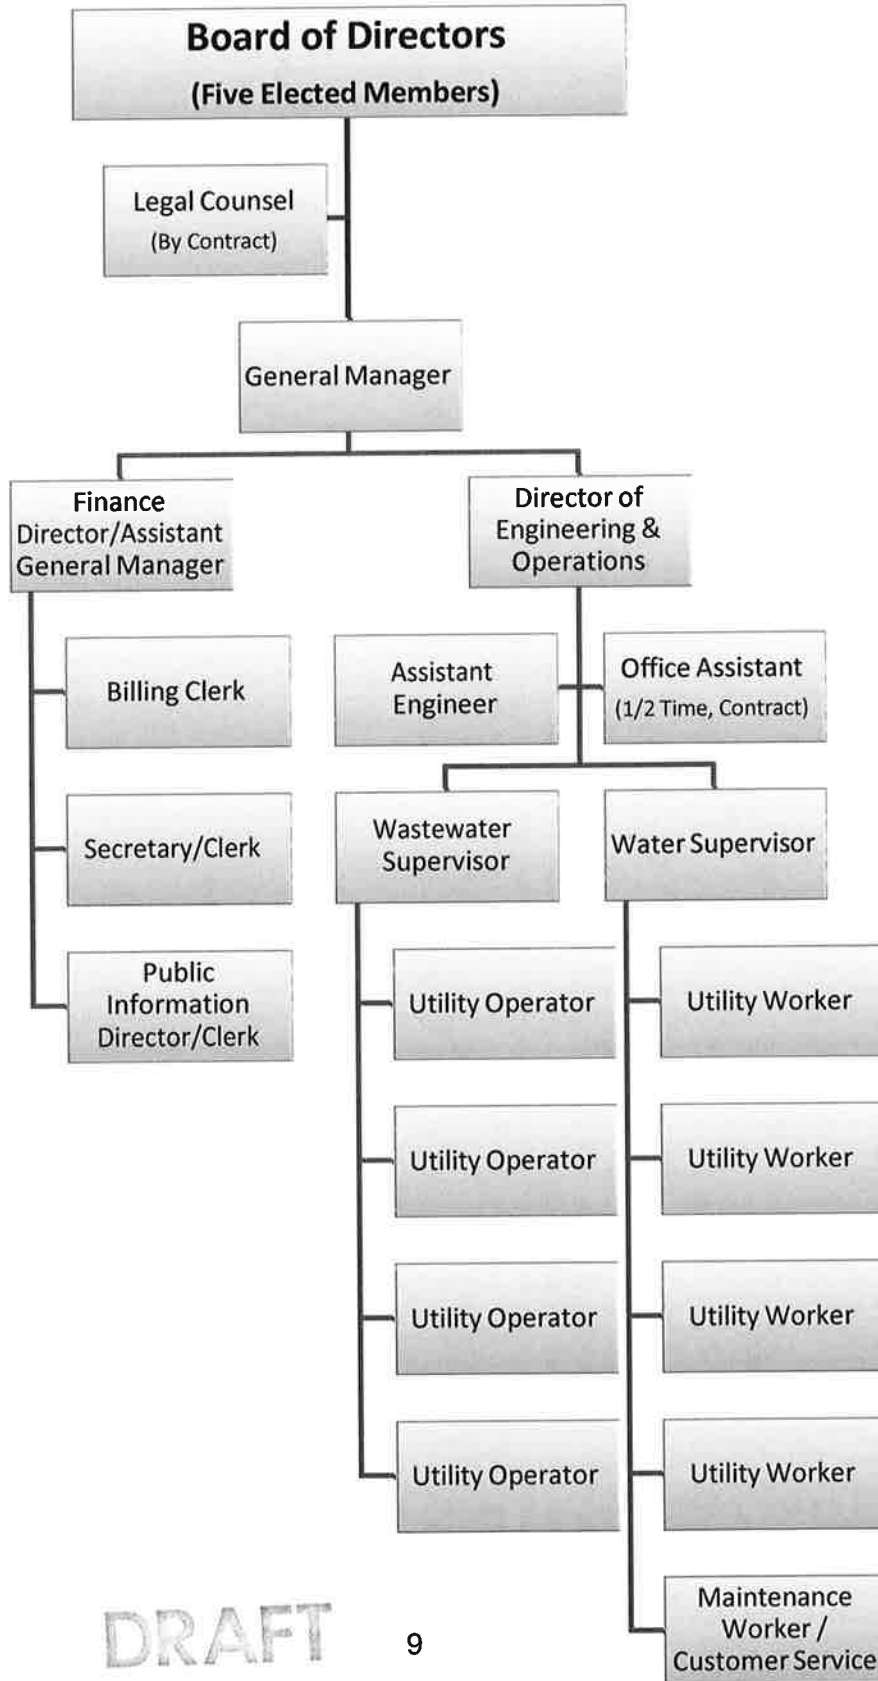 Board of Directors
(Five Elected Members)
Legal Counsel
(By Contract)
General Manager
Finance
Director/Assistant
General Manager
Director of
Engineering &
Operations
Billing Clerk
Secretary/Clerk
Public
Information
Director/Clerk
Assistant
Engineer
Office Assistant
(1/2 Time, Contract)
Wastewater
Supervisor
Water Supervisor
Utility Operator
Utility Operator
Utility Operator
Utility Operator
Utility Worker
Utility Worker
Utility Worker
Utility Worker
Maintenance
Worker /
Customer Service
DRAFT
9